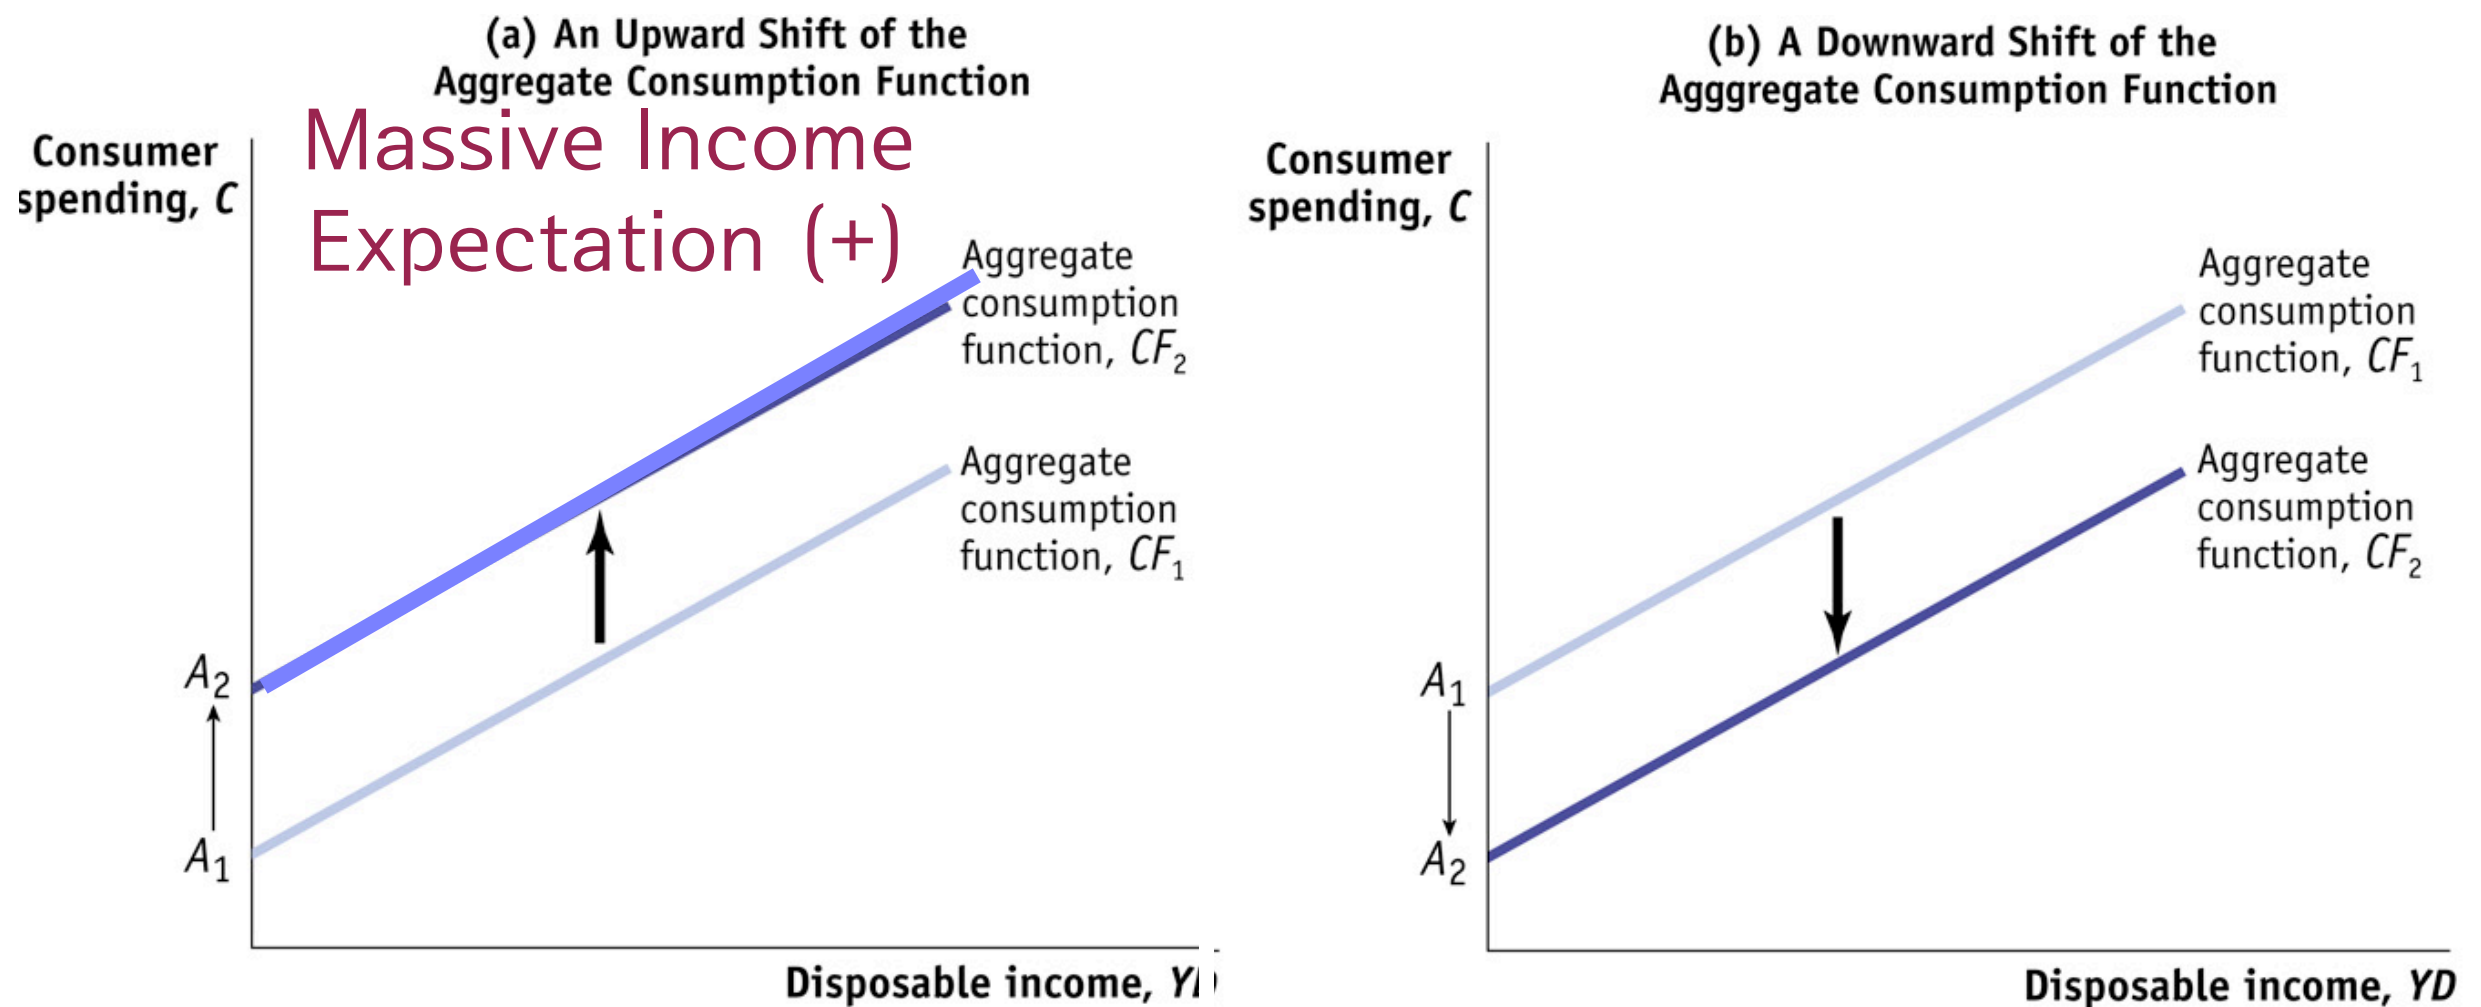 (a) An Upward Shift of the
Aggregate Consumption Function
Massive Income
Expectation (+)
Consumer
spending, C
Aggregate
consumption
function, CF2
Aggregate
consumption
function, CF1
A2
A1
Disposable income, YD
(b) A Downward Shift of the
Agggregate Consumption Function
Consumer
spending, C
Aggregate
consumption
function, CF1
Aggregate
consumption
function, CF2
A1
A2
Disposable income, YD